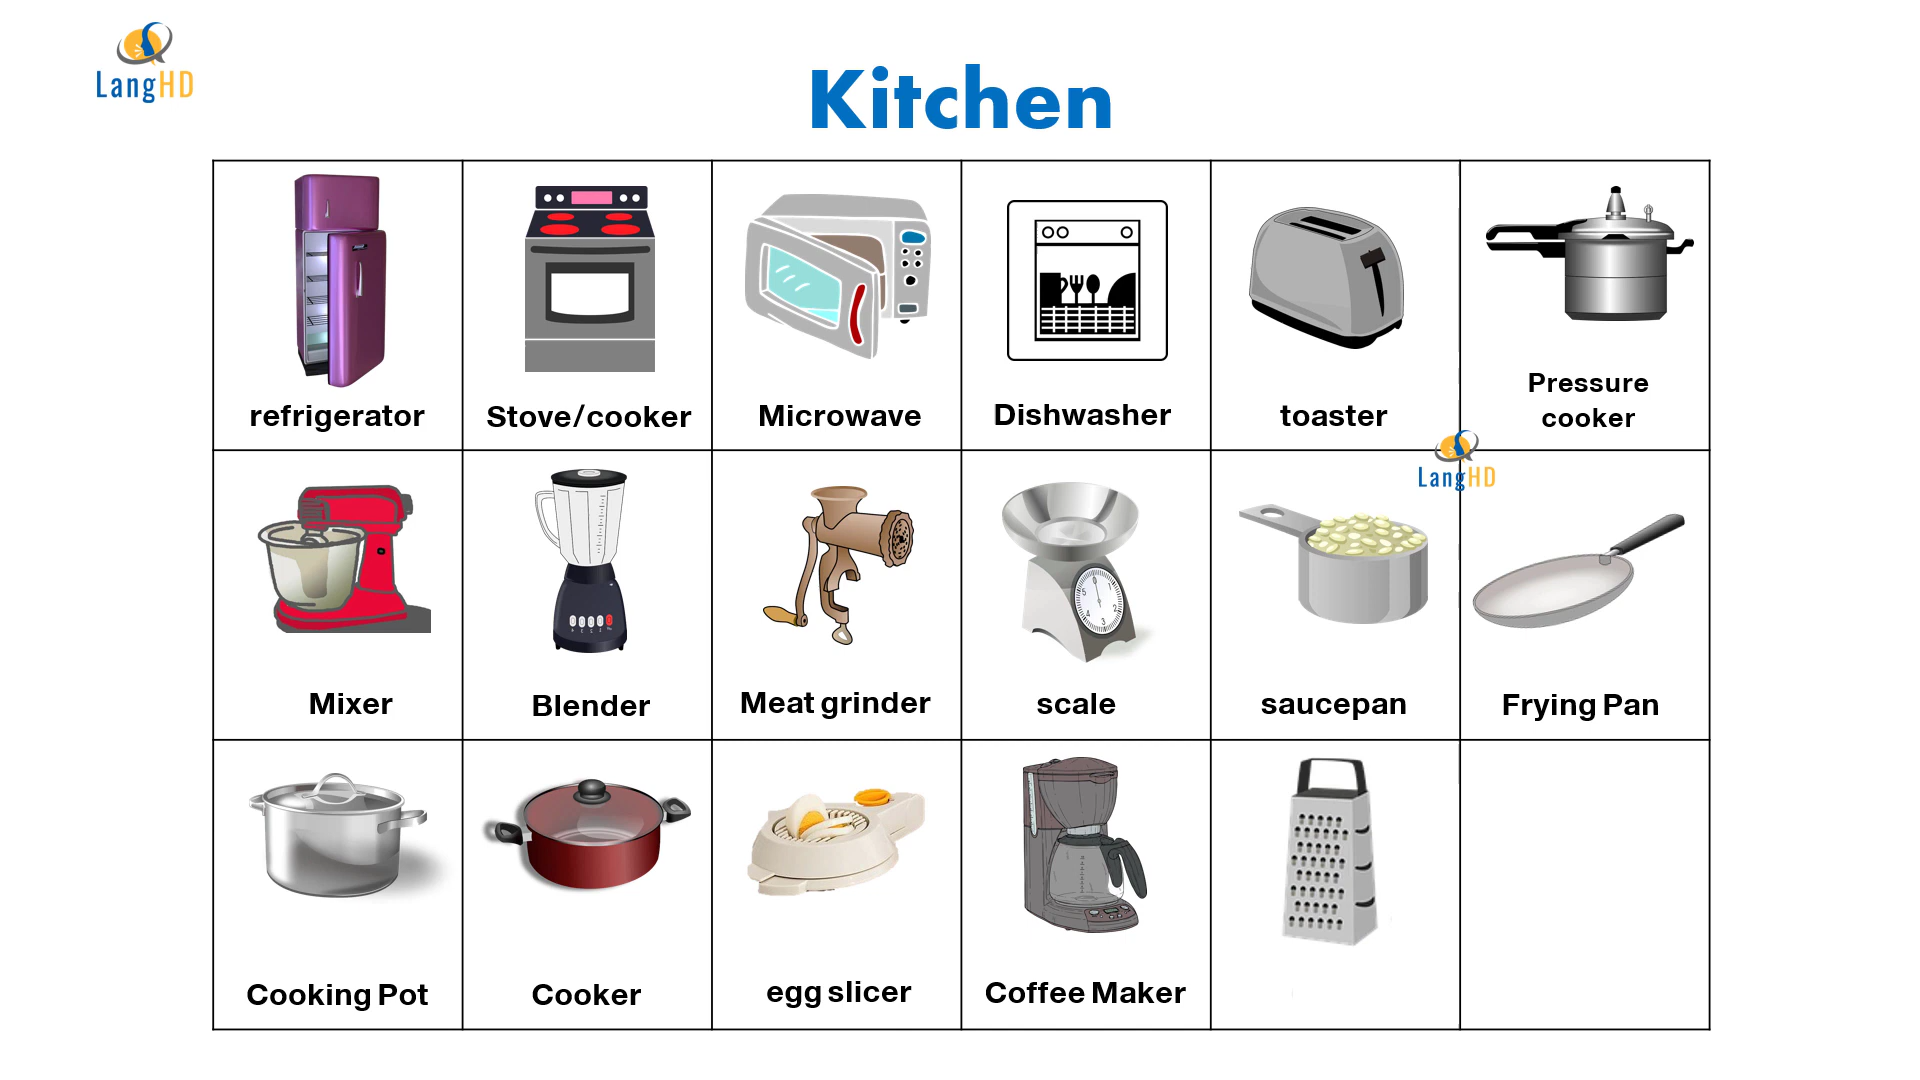 LangHD
Kitchen
refrigerator
Stove/cooker
Microwave
Dishwasher
toaster
Pressure
cooker
LangHD
Mixer
Blender
Meat grinder
scale
saucepan
Frying Pan
Cooking Pot
Cooker
egg slicer
Coffee Maker